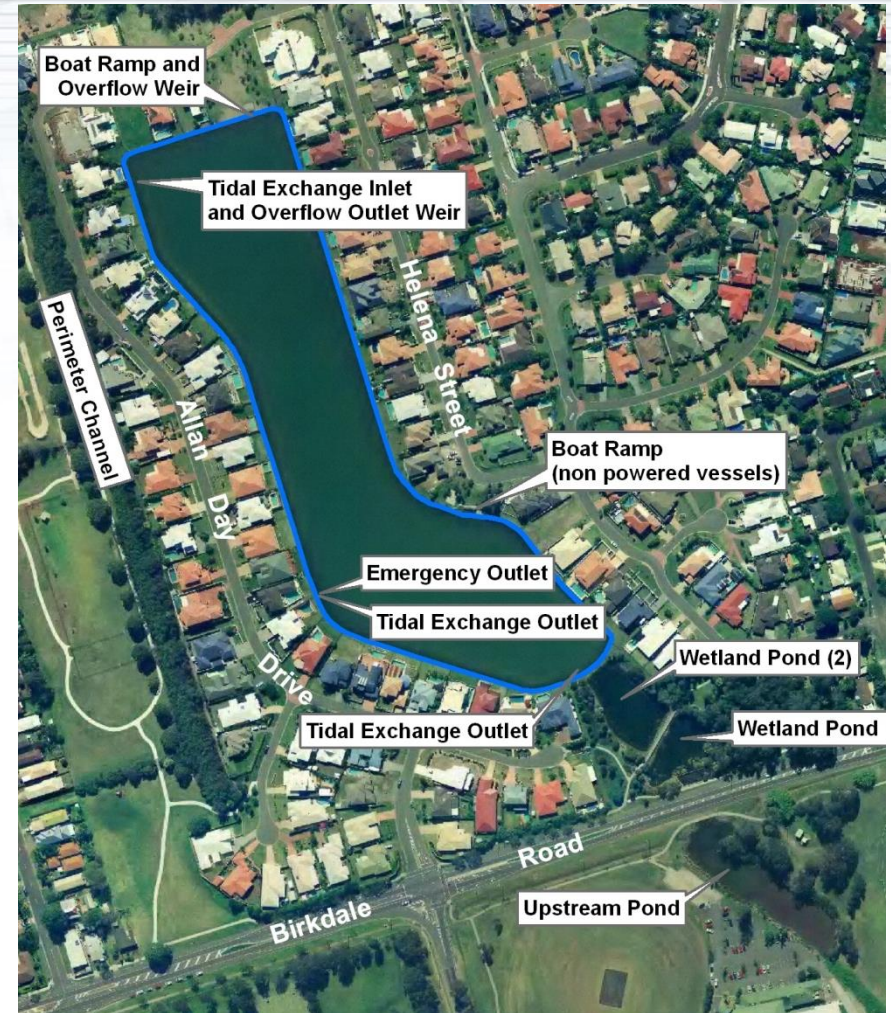 Boat Ramp and
Overflow Weir
Tidal Exchange Inlet
and Overflow Outlet Weir
Helena Street
Perimeter Channel
Allan Day Drive
Boat Ramp
(non powered vessels)
Emergency Outlet
Tidal Exchange Outlet
Wetland Pond (2)
Tidal Exchange Outlet
Wetland Pond
Birkdale Road
Upstream Pond